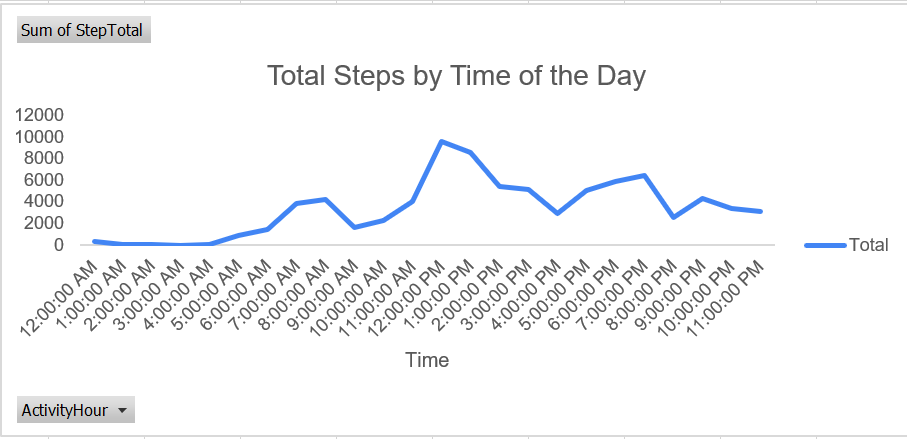 Sum of StepTotal
Total Steps by Time of the Day
12000
10000
8000
6000
4000
2000
0
12:00:00 AM
1:00:00 AM
2:00:00 AM
3:00:00 AM
4:00:00 AM
5:00:00 AM
6:00:00 AM
7:00:00 AM
8:00:00 AM
9:00:00 AM
10:00:00 AM
11:00:00 AM
12:00:00 PM
1:00:00 PM
2:00:00 PM
3:00:00 PM
4:00:00 PM
5:00:00 PM
6:00:00 PM
7:00:00 PM
8:00:00 PM
9:00:00 PM
10:00:00 PM
11:00:00 PM
Total
Time
ActivityHour